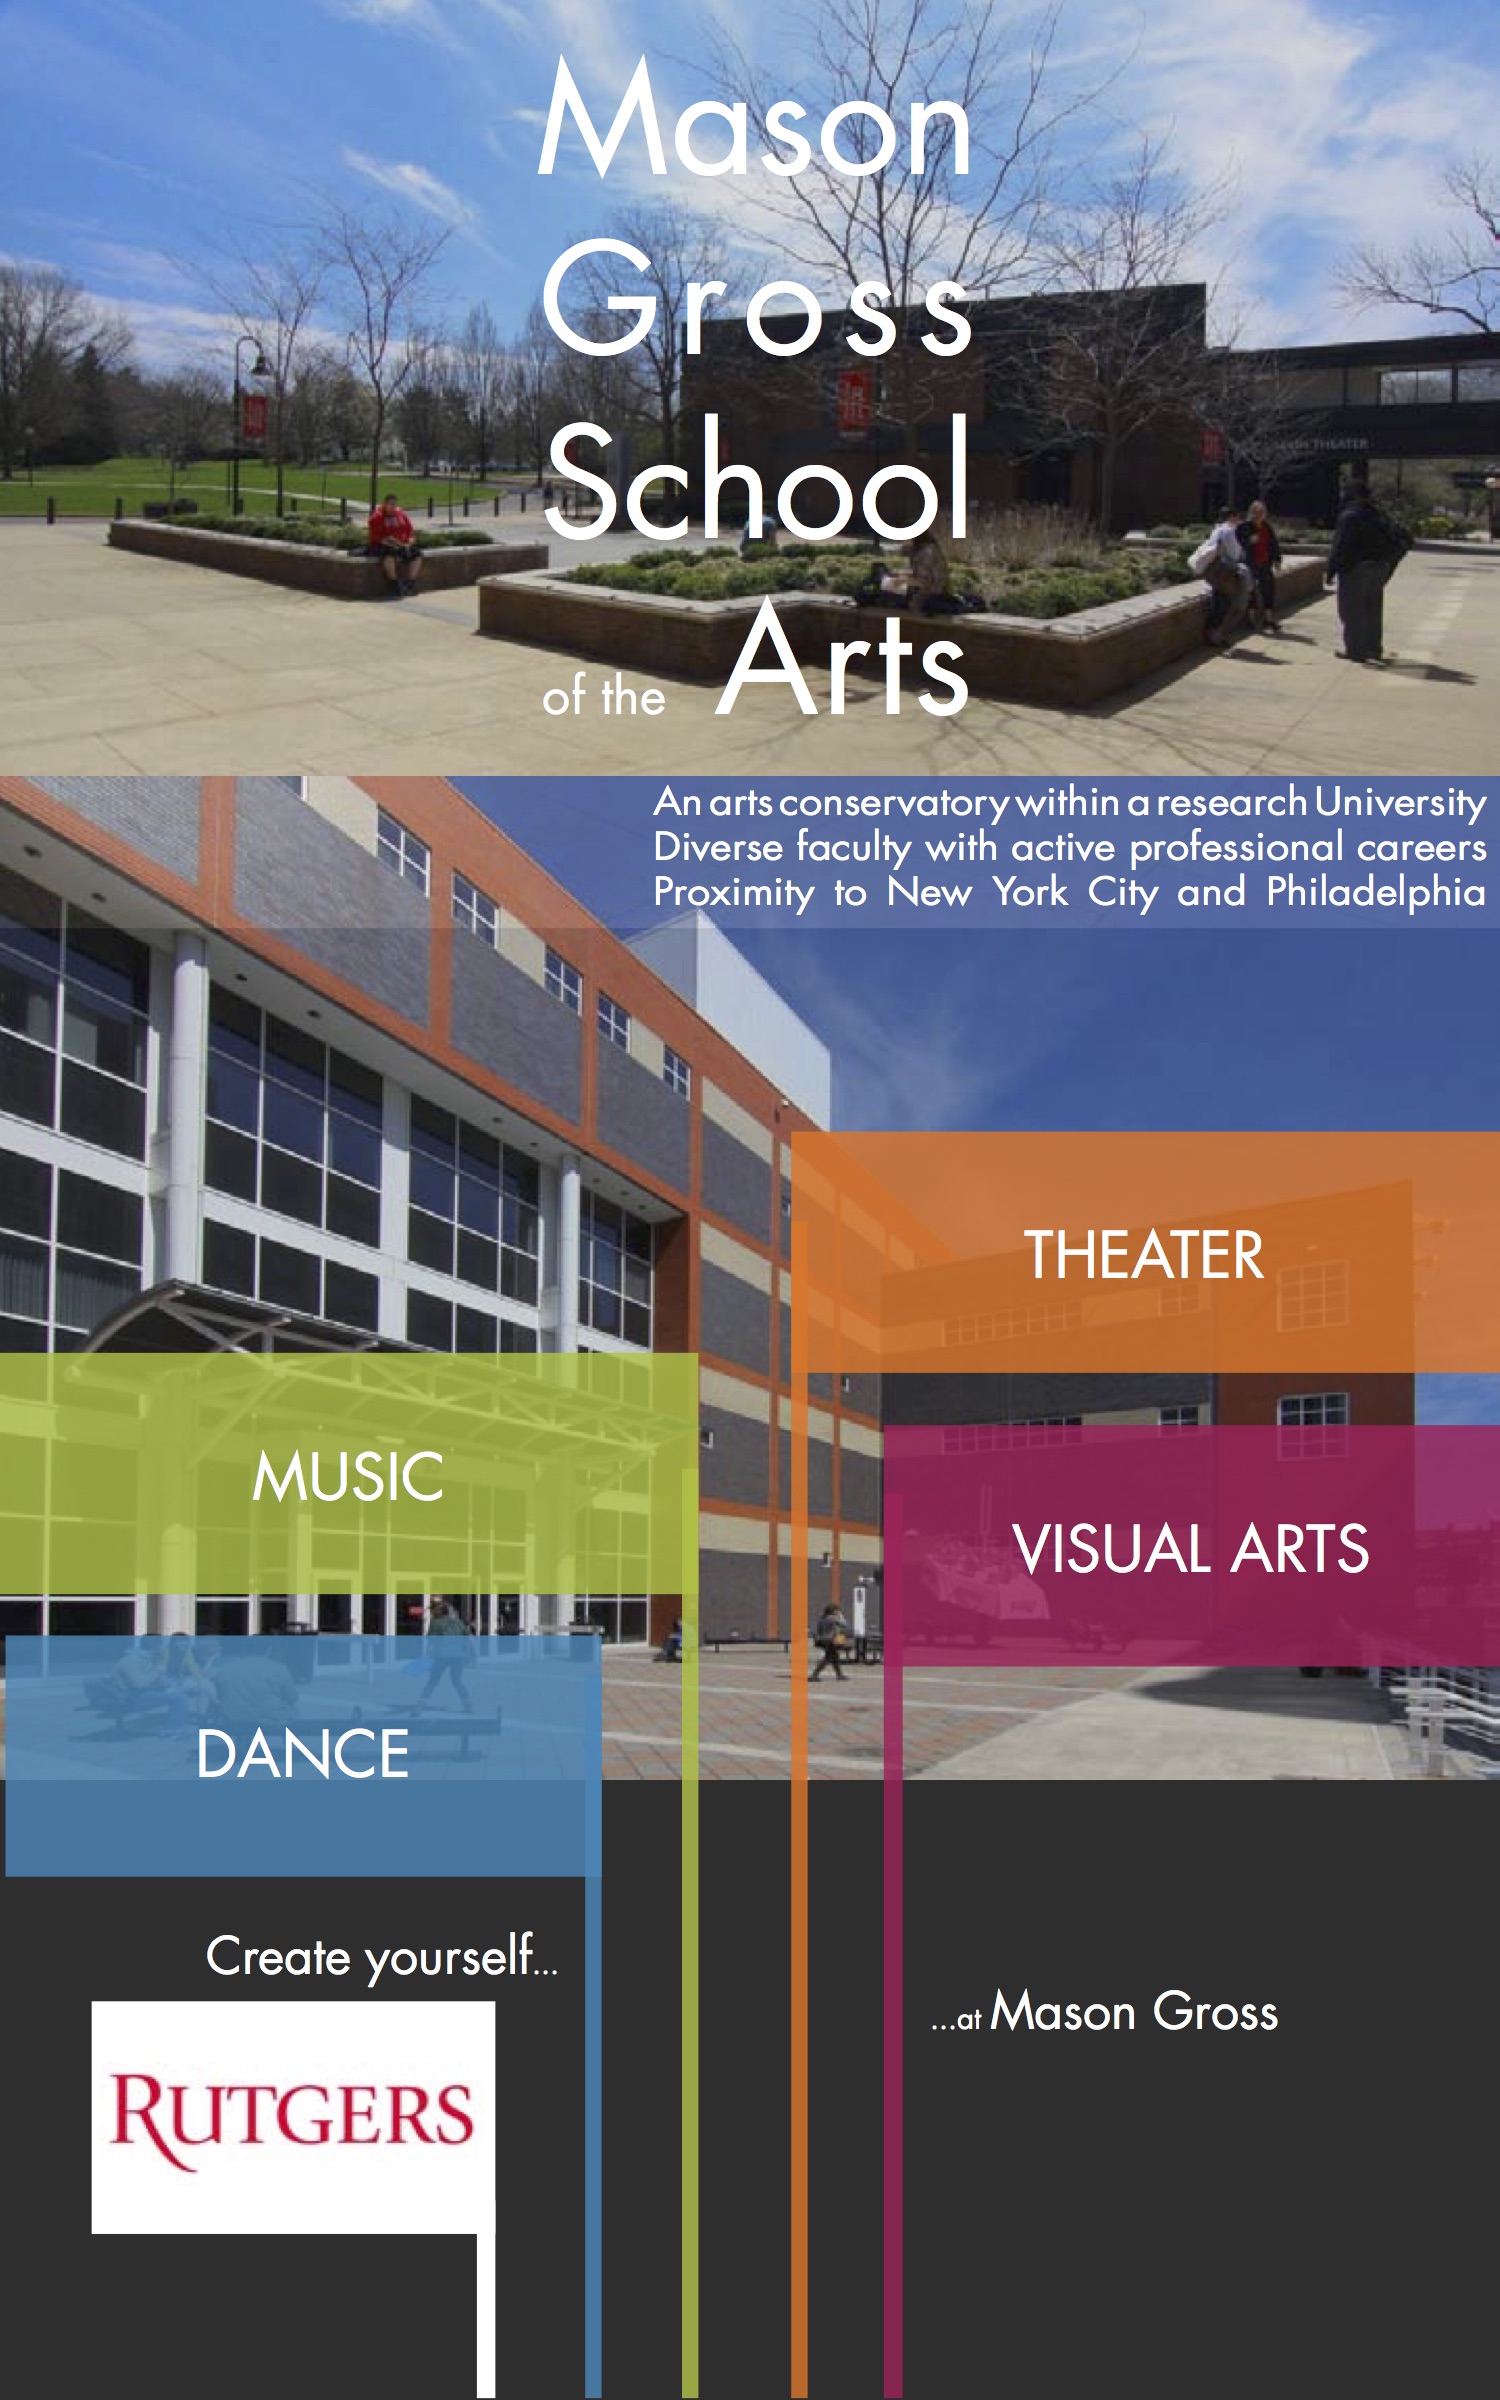 Mason
Gross
School
of the Arts
An arts conservatory within a research University
Diverse faculty with active professional careers
Proximity to New York City and Philadelphia
THEATER
MUSIC
VISUAL ARTS
DANCE
Create yourself...
...at Mason Gross
RUTGERS